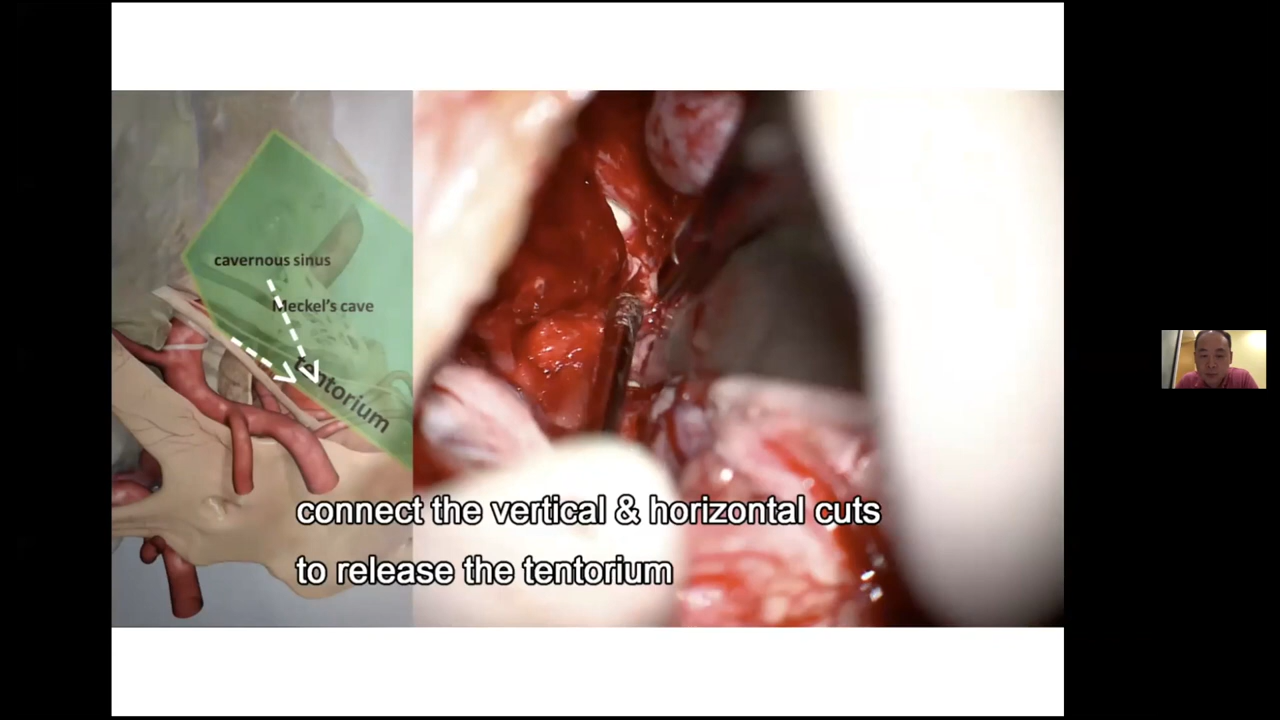 cavernous sinus
Meckel's cave
tentorium
connect the vertical & horizontal cuts
to release the tentorium